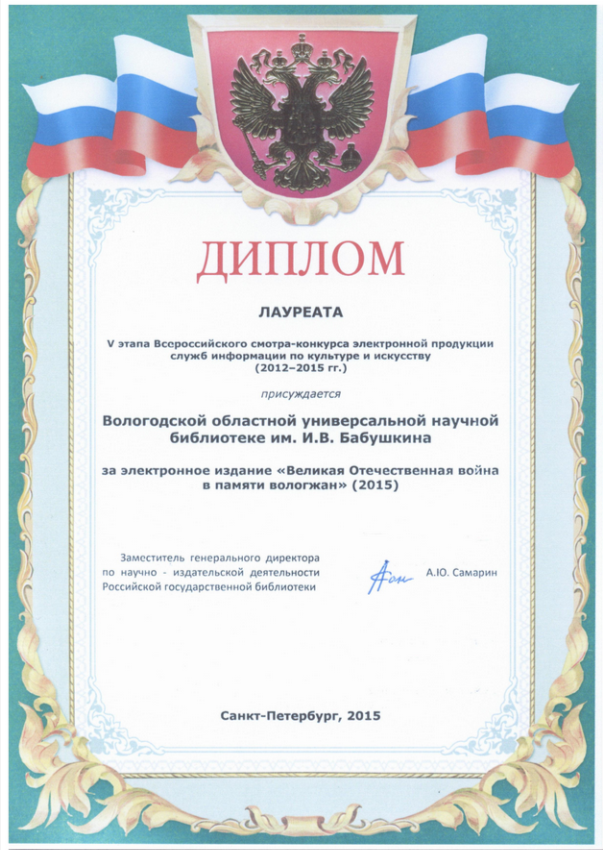 ДИПЛОМ
ЛАУРЕАТА
V этапа Всероссийского смотра-конкурса электронной продукции
служб информации по культуре и искусству
(2012–2015 гг.)
присуждается
Вологодской областной универсальной научной
библиотеке им. И.В. Бабушкина
за электронное издание «Великая Отечественная война
в памяти вологжан» (2015)
Заместитель генерального директора
по научно - издательской деятельности
Российской государственной библиотеки
А.Ю. Самарин
Санкт-Петербург, 2015